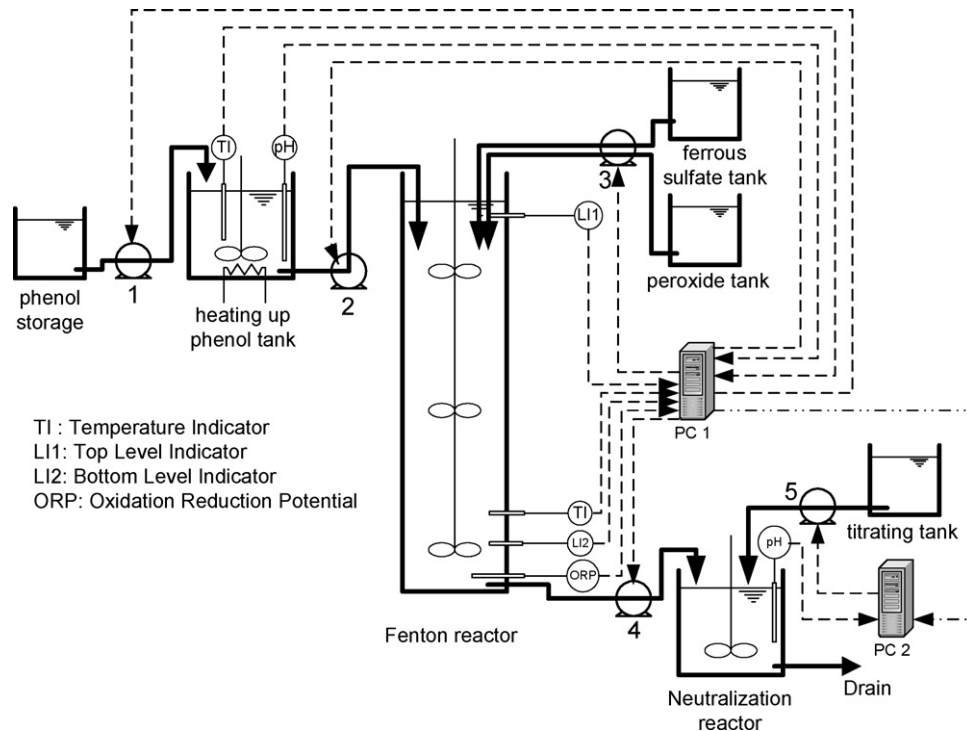 TI
pH
3
ferrous
sulfate tank
LI1
1
2
phenol
storage
heating up
phenol tank
peroxide tank
PC 1
TI : Temperature Indicator
LI1: Top Level Indicator
LI2: Bottom Level Indicator
ORP: Oxidation Reduction Potential
TI
LI2
ORP
5
titrating tank
pH
4
Fenton reactor
PC 2
Neutralization
reactor
Drain